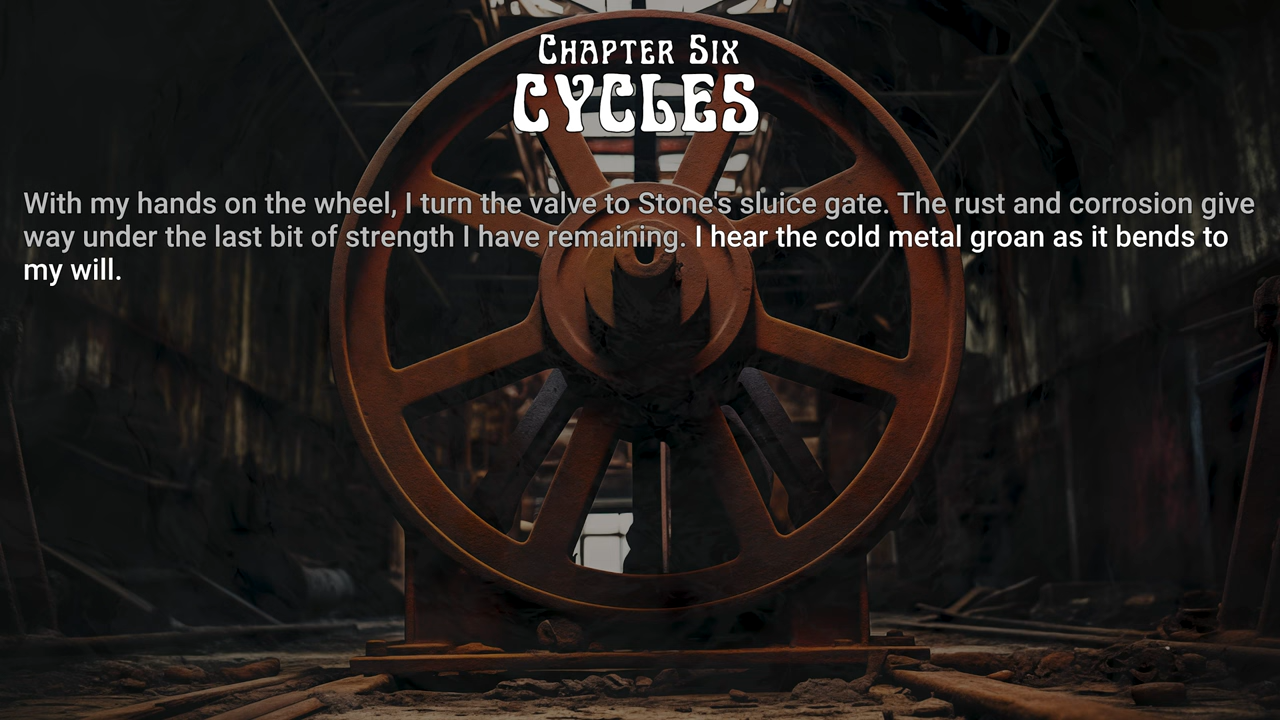 Chapter Six
CYCLES
With my hands on the wheel, I turn the valve to Stone's sluice gate. The rust and corrosion give
way under the last bit of strength I have remaining. I hear the cold metal groan as it bends to
my will.